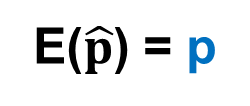 E(p̂) = p